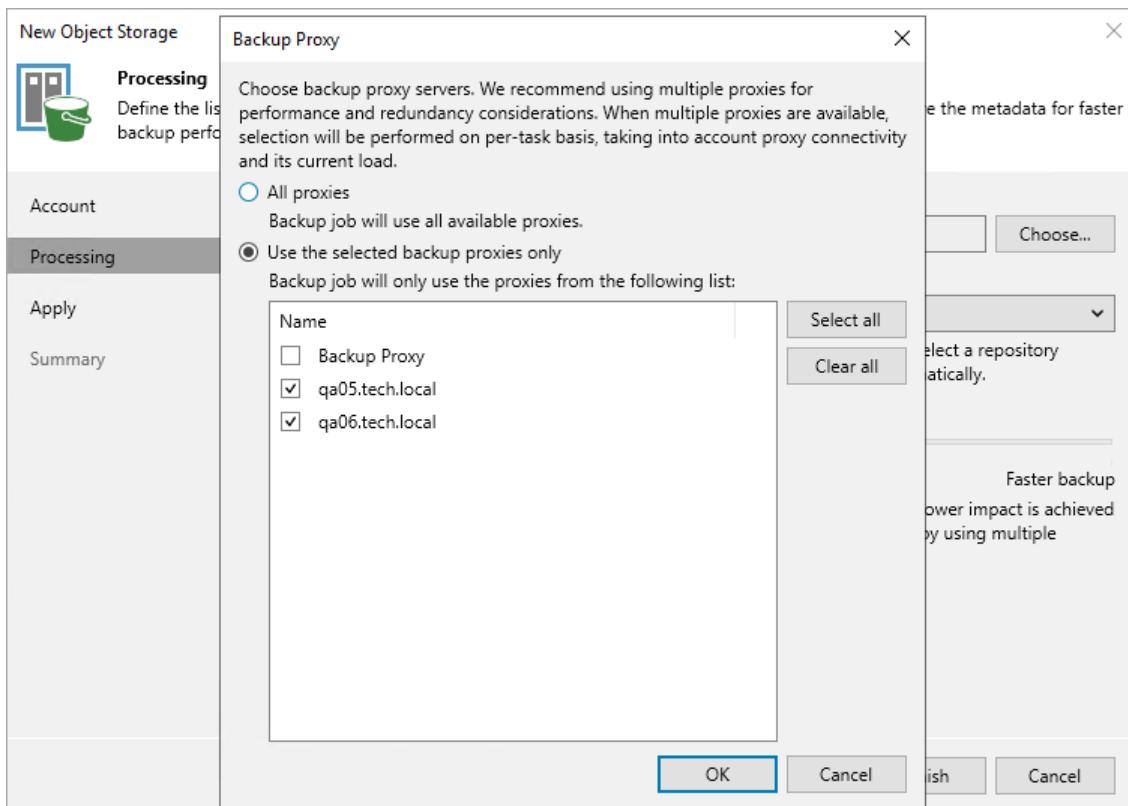 New Object Storage
Processing
Define the lis
backup perfo
e the metadata for faster
Account
Processing
Apply
Summary
Backup Proxy
Choose backup proxy servers. We recommend using multiple proxies for
performance and redundancy considerations. When multiple proxies are available,
selection will be performed on per-task basis, taking into account proxy connectivity
and its current load.
All proxies
Backup job will use all available proxies.
Use the selected backup proxies only
Backup job will only use the proxies from the following list:
Name
Backup Proxy
qa05.tech.local
qa06.tech.local
Select all
Clear all
OK
Cancel
Choose...
elect a repository
atically.
Faster backup
ower impact is achieved
by using multiple
ish
Cancel